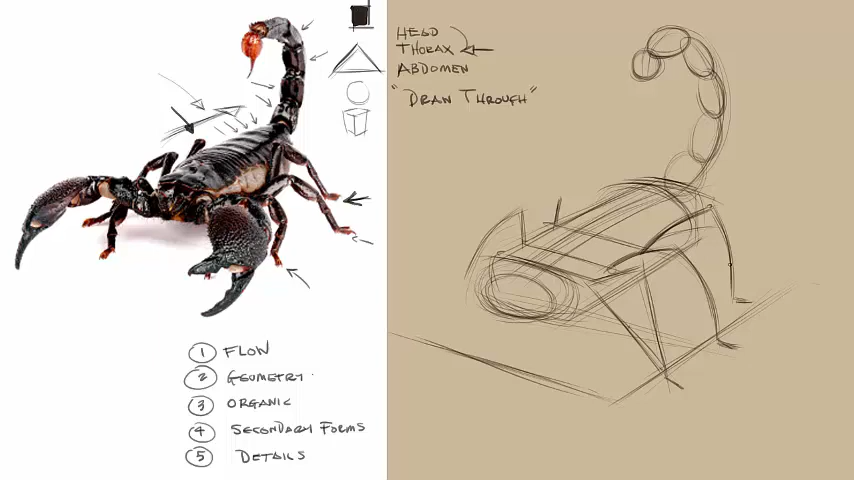 HEAD
THORAX
ABDOMEN
"DRAW THROUGH"
1 FLOW
2 GEOMETRY
3 ORGANIC
4 SECONDARY FORMS
5 DETAILS